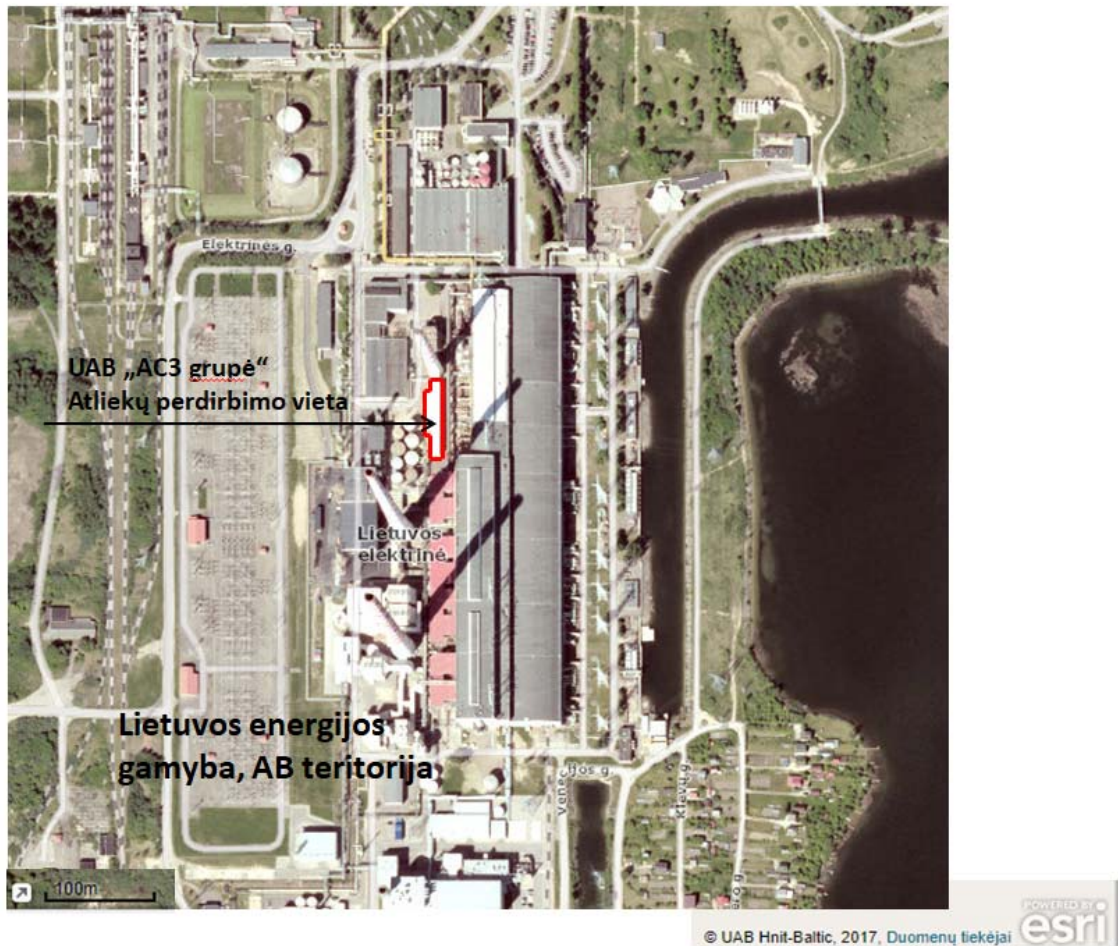 Elektrinės g.
UAB „AC3 grupė“
Atliekų perdirbimo vieta
Lietuvos
elektrinė
Lietuvos energijos
gamyba, AB teritorija
Klevų g.
100m
© UAB Hnit-Baltic, 2017, Duomenų tiekėjai
POWERED BY
esri